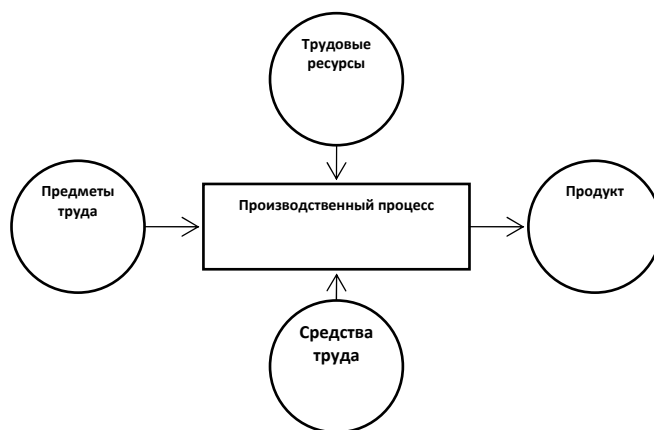 Трудовые
ресурсы
Предметы
труда
Производственный процесс
Продукт
Средства
труда